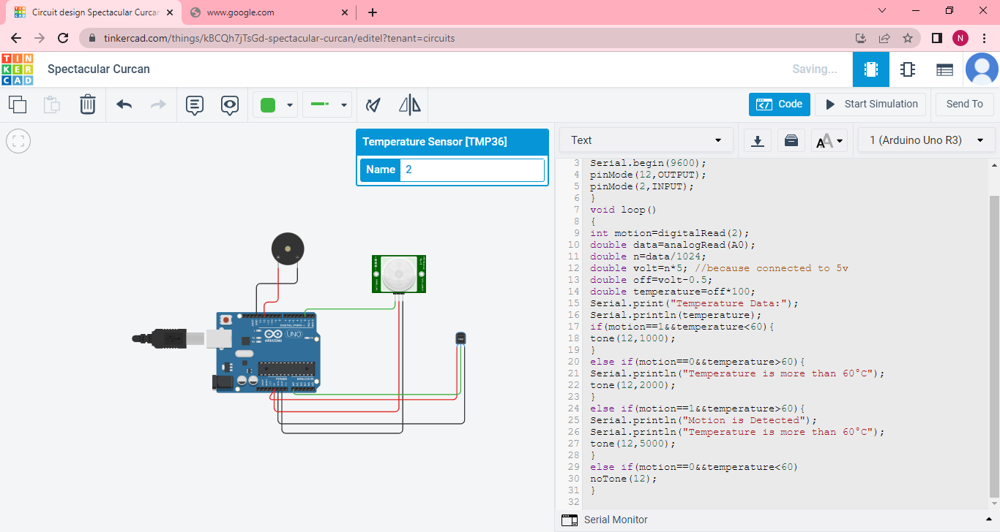 Circuit design Spectacular Curcan
www.google.com
tinkercad.com/things/kBCQh7jTsGd-spectacular-curcan/editel?tenant=circuits
N
TIN
KER
CAD
Spectacular Curcan
Saving...
Code
Start Simulation
Send To
Temperature Sensor [TMP36]
Name 2
Text
1 (Arduino Uno R3)
3 Serial.begin(9600);
4 pinMode(12,OUTPUT);
5 pinMode(2,INPUT);
6 }
7 void loop()
8 {
9 int motion=digitalRead(2);
10 double data=analogRead(A0);
11 double n=data/1024;
12 double volt=n*5; //because connected to 5v
13 double off=volt-0.5;
14 double temperature=off*100;
15 Serial.print("Temperature Data:");
16 Serial.println(temperature);
17 if(motion==1&&temperature<60){
18 tone(12,1000);
19 }
20 else if(motion==0&&temperature>60){
21 Serial.println("Temperature is more than 60°C");
22 tone(12,2000);
23 }
24 else if(motion==1&&temperature>60){
25 Serial.println("Motion is Detected");
26 Serial.println("Temperature is more than 60°C");
27 tone(12,5000);
28 }
29 else if(motion==0&&temperature<60)
30 noTone(12);
31 }
32
DIGITAL (PWM~)
UNO
ARDUINO
POWER
ANALOG IN
TMP
Serial Monitor